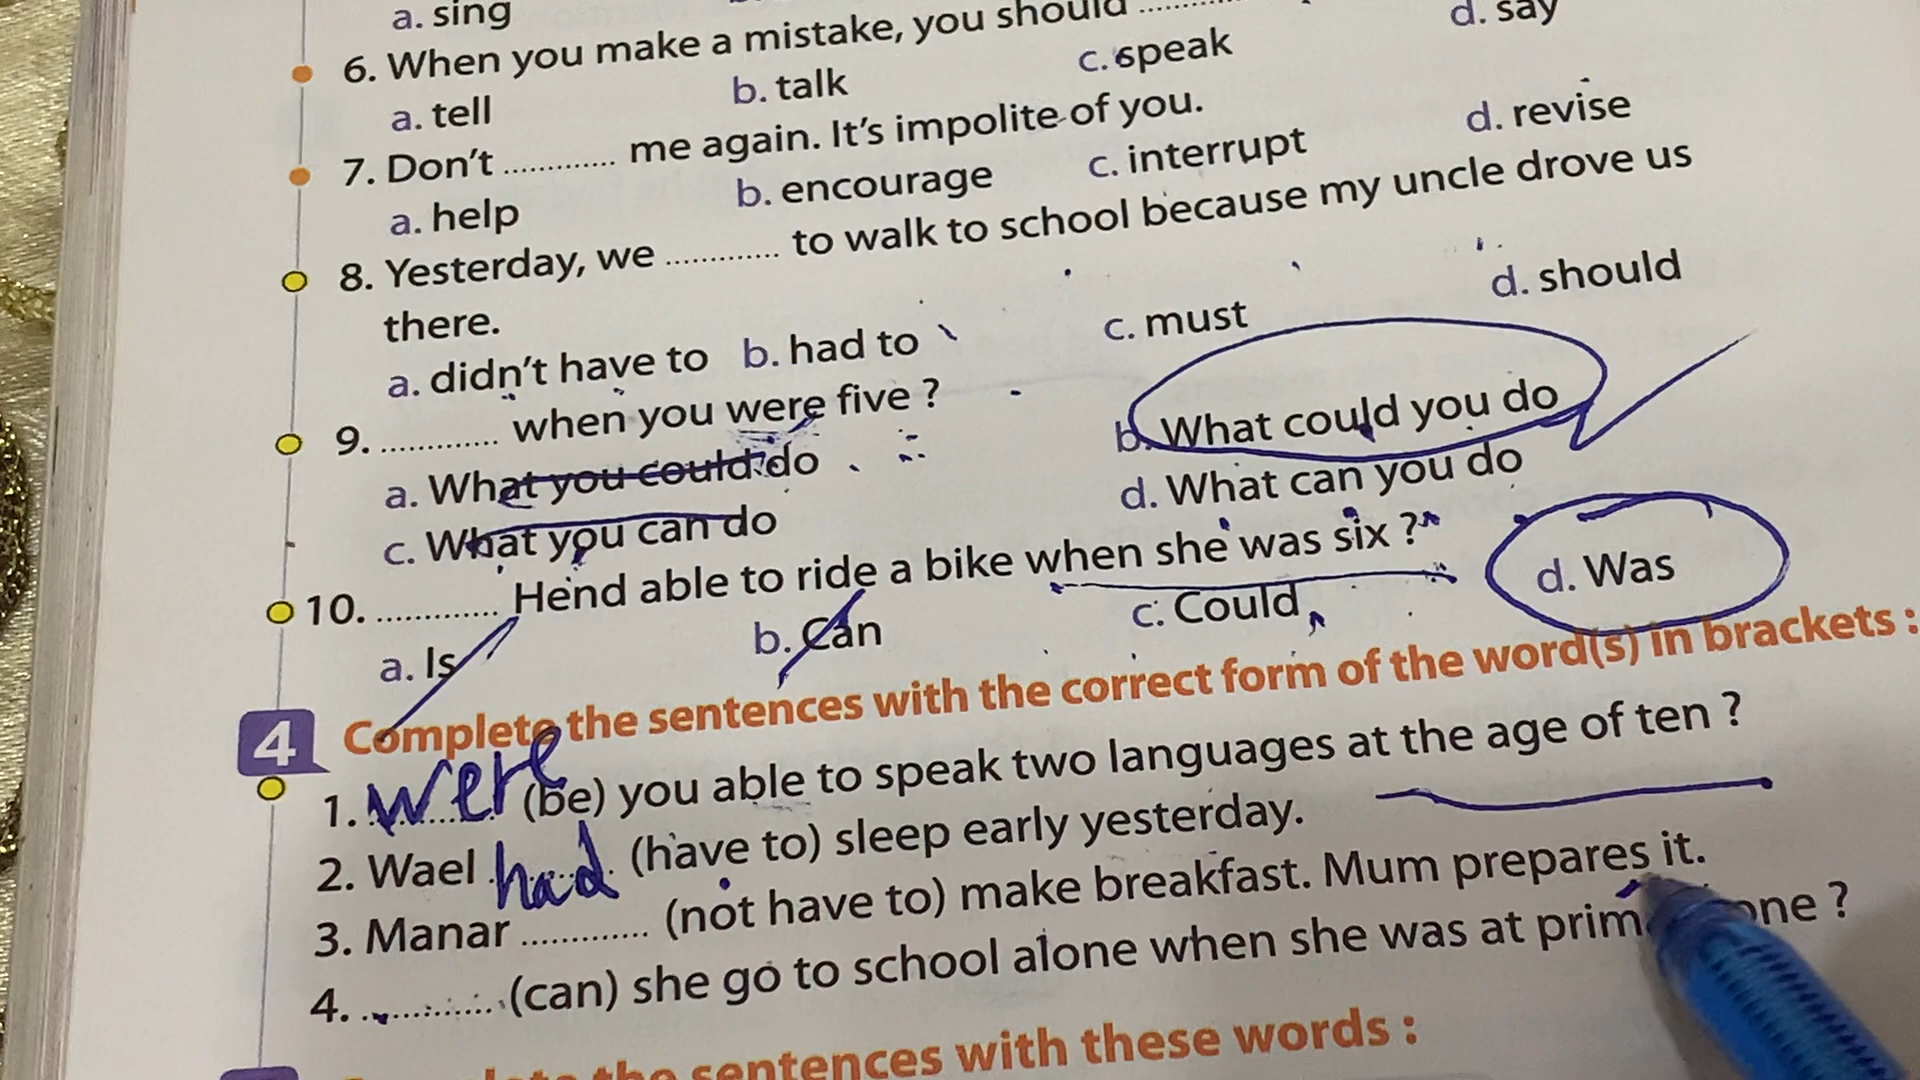 a. sing
6. When you make a mistake, you should ............
d. say
a. tell b. talk c. speak
7. Don't ............ me again. It's impolite of you.
a. help b. encourage c. interrupt d. revise
8. Yesterday, we ............ to walk to school because my uncle drove us
there.
a. didn't have to b. had to c. must d. should
9. ............ when you were five ?
a. What you could do b. What could you do
c. What you can do d. What can you do
10. ............ Hend able to ride a bike when she was six ?
a. Is b. Can c. Could d. Was
4 Complete the sentences with the correct form of the word(s) in brackets :
1. were (be) you able to speak two languages at the age of ten ?
2. Wael had (have to) sleep early yesterday.
3. Manar ............ (not have to) make breakfast. Mum prepares it.
4. ............ (can) she go to school alone when she was at prim one ?
the sentences with these words :